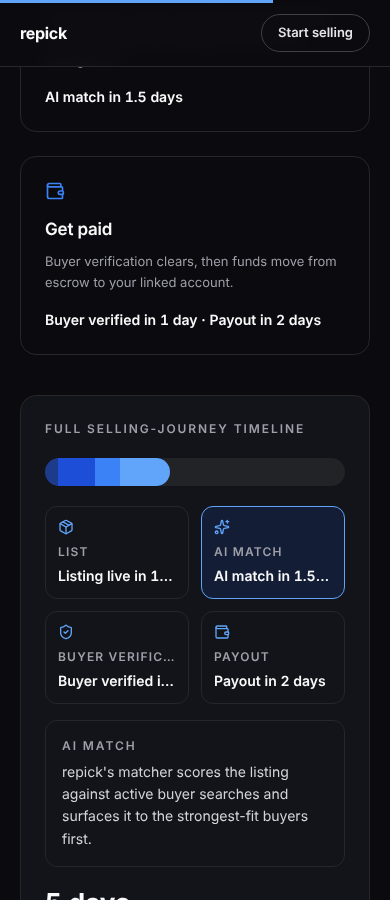 repick
Start selling
AI match in 1.5 days
Get paid
Buyer verification clears, then funds move from
escrow to your linked account.
Buyer verified in 1 day · Payout in 2 days
FULL SELLING-JOURNEY TIMELINE
LIST
Listing live in 1...
AI MATCH
AI match in 1.5...
BUYER VERIFIC...
Buyer verified i...
PAYOUT
Payout in 2 days
AI MATCH
repick's matcher scores the listing
against active buyer searches and
surfaces it to the strongest-fit buyers
first.
5 days